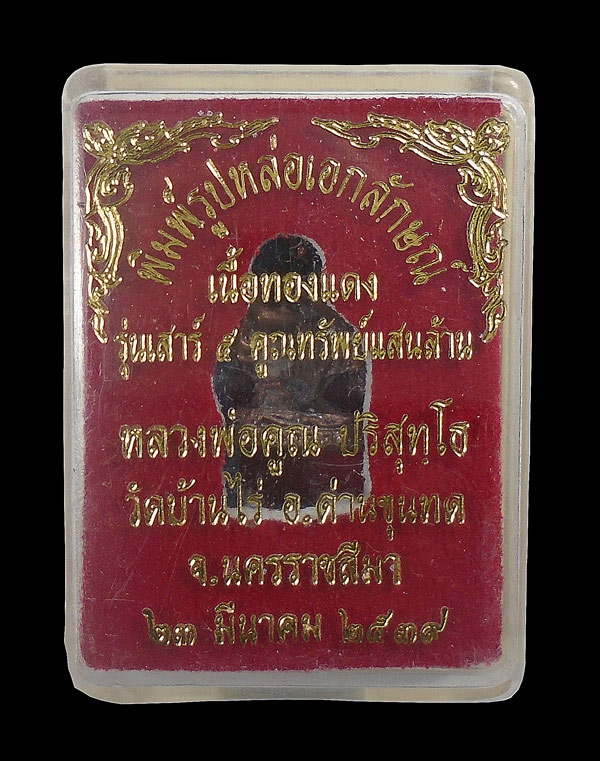 พิมพ์รูปหล่อเอกลักษณ์
เนื้อทองแดง
รุ่นเสาร์ ๕ คูณทรัพย์แสนล้าน
หลวงพ่อคูณ ปริสุทฺโธ
วัดบ้านไร่ อ.ด่านขุนทด
จ.นครราชสีมา
๒๓ มีนาคม ๒๕๓๙